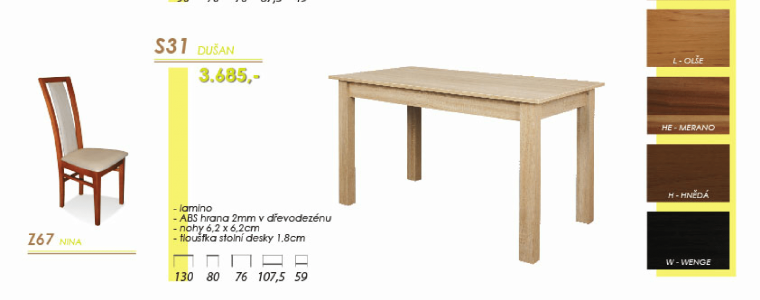 S31 DUŠAN
3.685,-
L - OLŠE
HE - MERANO
H - HNĚDÁ
W - WENGE
- lamino
- ABS hrana 2mm v dřevodezénu
- nohy 6,2 x 6,2cm
- tloušťka stolní desky 1,8cm
130 80 76 107,5 59
Z67 NINA